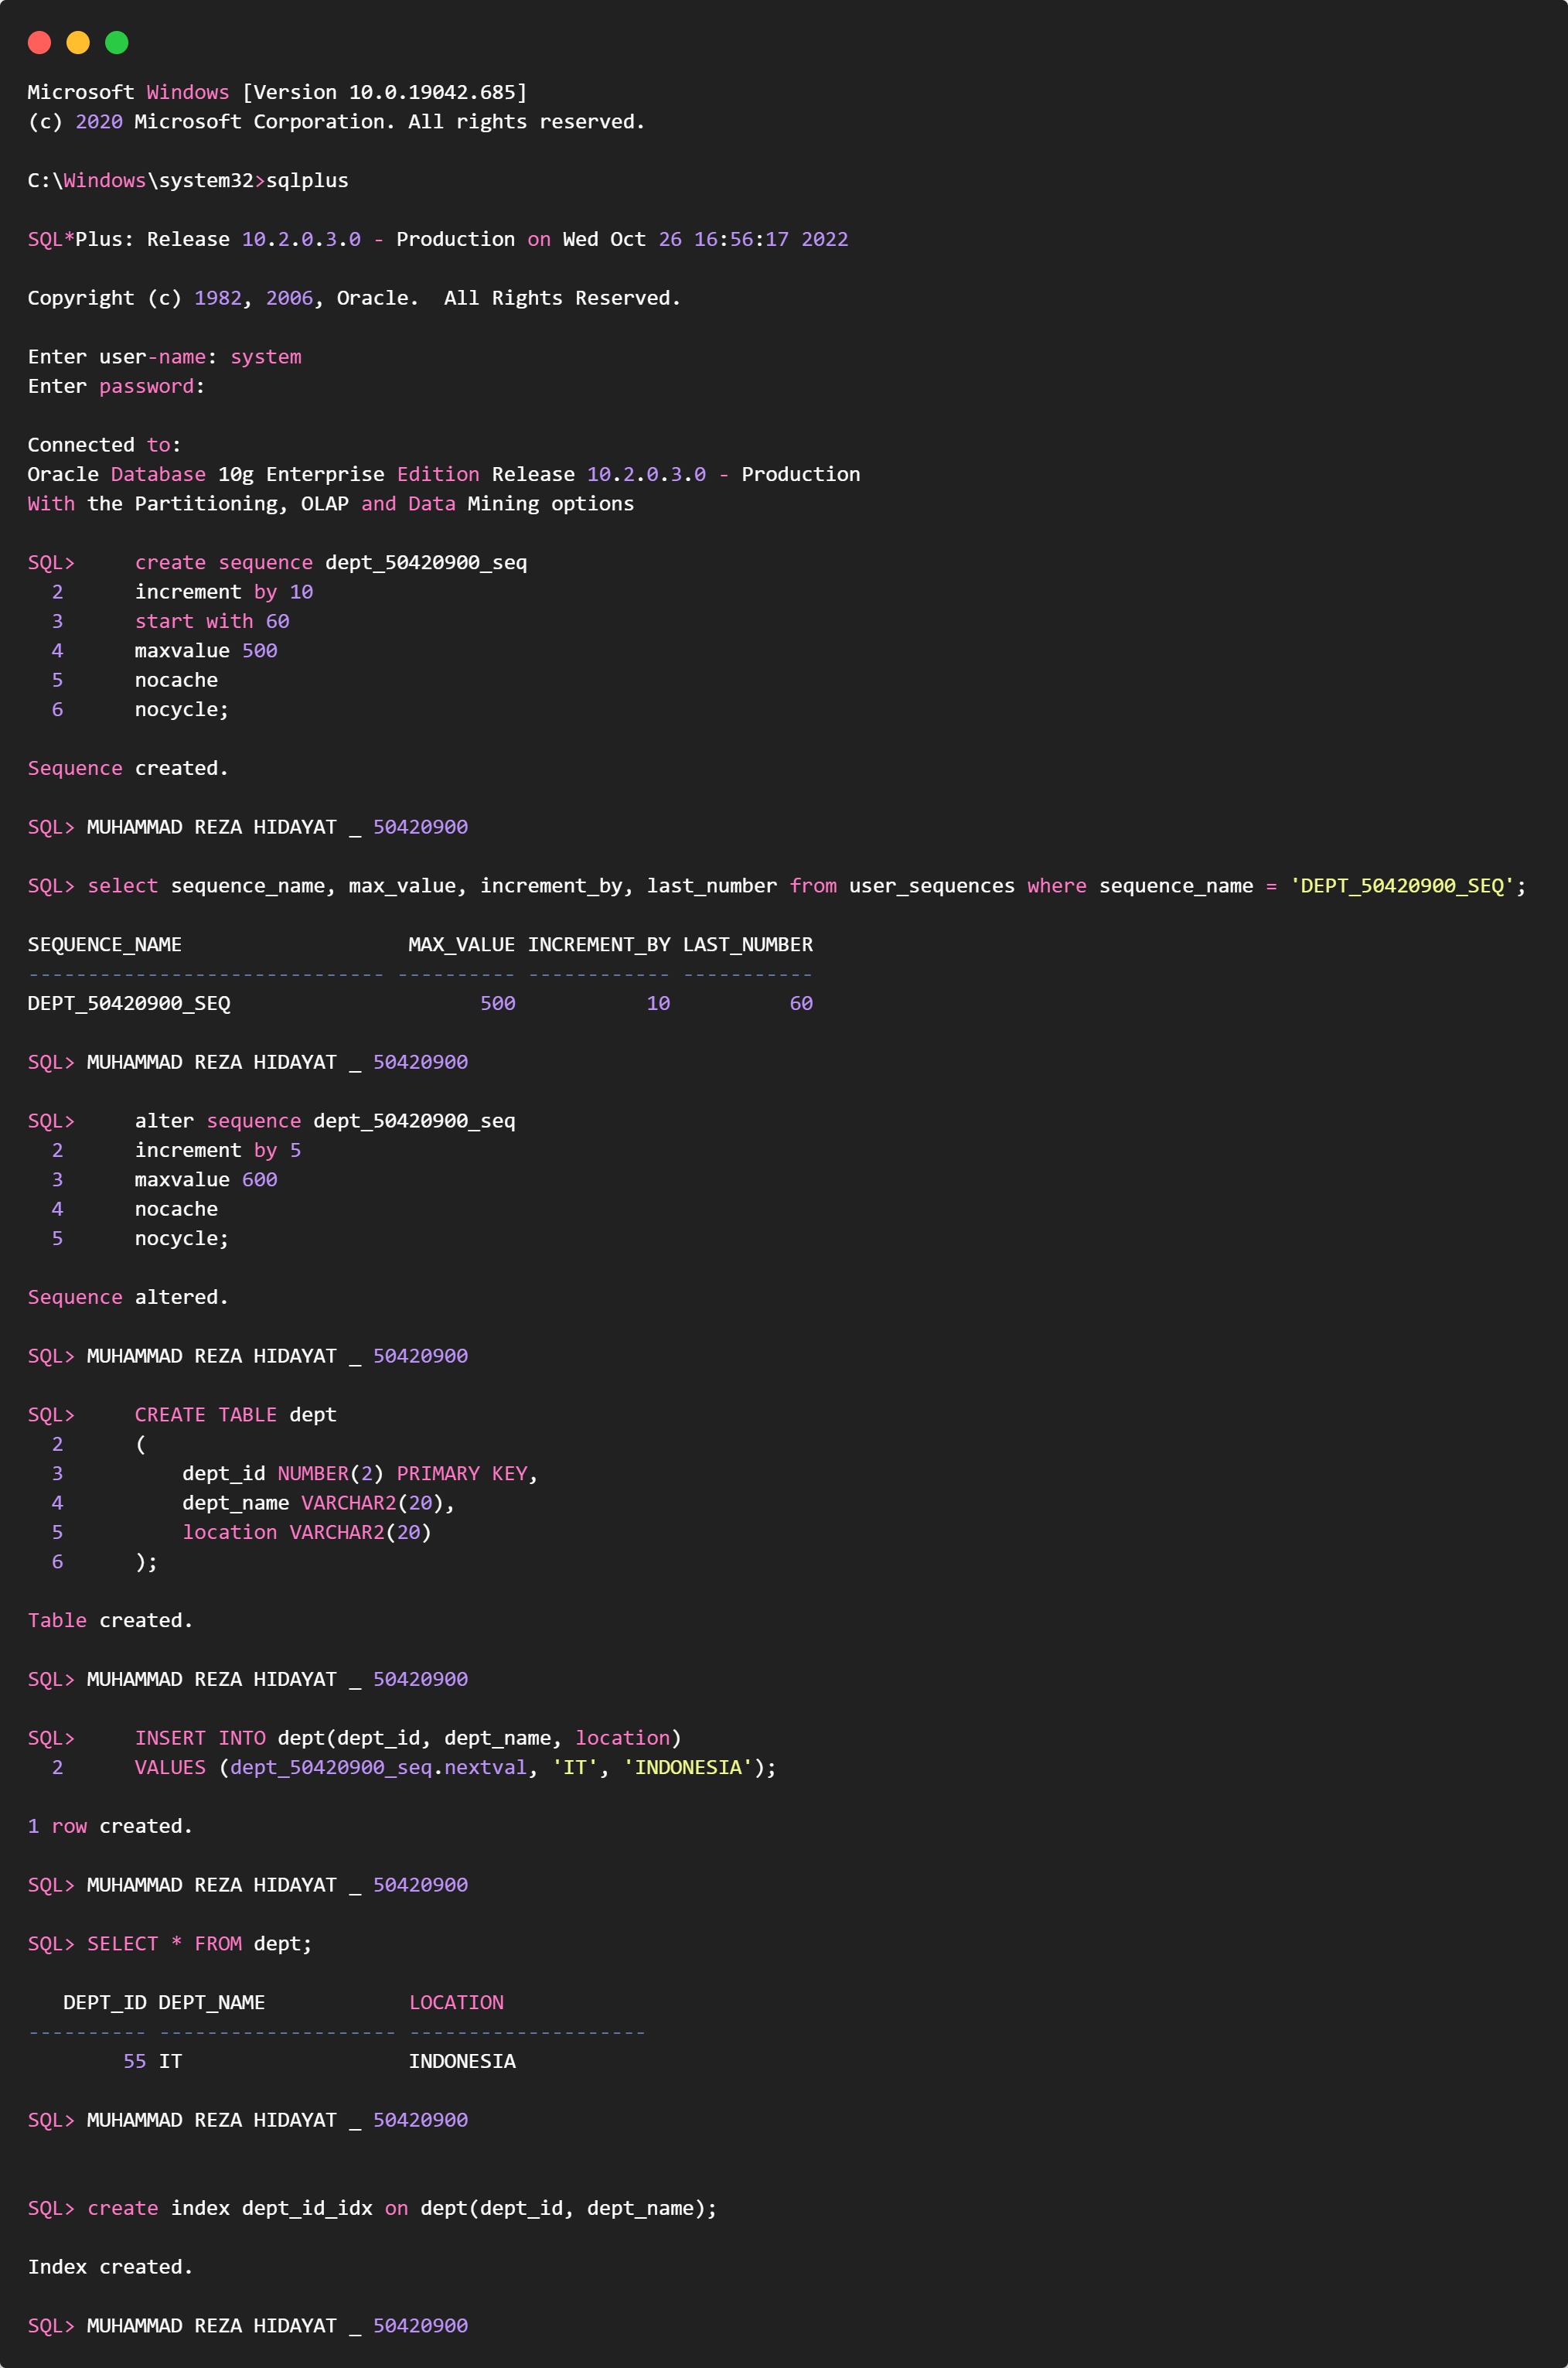 Microsoft Windows [Version 10.0.19042.685]
(c) 2020 Microsoft Corporation. All rights reserved.

C:\Windows\system32>sqlplus

SQL*Plus: Release 10.2.0.3.0 - Production on Wed Oct 26 16:56:17 2022

Copyright (c) 1982, 2006, Oracle.  All Rights Reserved.

Enter user-name: system
Enter password:

Connected to:
Oracle Database 10g Enterprise Edition Release 10.2.0.3.0 - Production
With the Partitioning, OLAP and Data Mining options

SQL>     create sequence dept_50420900_seq
  2      increment by 10
  3      start with 60
  4      maxvalue 500
  5      nocache
  6      nocycle;

Sequence created.

SQL> MUHAMMAD REZA HIDAYAT _ 50420900

SQL> select sequence_name, max_value, increment_by, last_number from user_sequences where sequence_name = 'DEPT_50420900_SEQ';

SEQUENCE_NAME                   MAX_VALUE INCREMENT_BY LAST_NUMBER
------------------------------ ---------- ------------ -----------
DEPT_50420900_SEQ                     500           10          60

SQL> MUHAMMAD REZA HIDAYAT _ 50420900

SQL>     alter sequence dept_50420900_seq
  2      increment by 5
  3      maxvalue 600
  4      nocache
  5      nocycle;

Sequence altered.

SQL> MUHAMMAD REZA HIDAYAT _ 50420900

SQL>     CREATE TABLE dept
  2      (
  3          dept_id NUMBER(2) PRIMARY KEY,
  4          dept_name VARCHAR2(20),
  5          location VARCHAR2(20)
  6      );

Table created.

SQL> MUHAMMAD REZA HIDAYAT _ 50420900

SQL>     INSERT INTO dept(dept_id, dept_name, location)
  2      VALUES (dept_50420900_seq.nextval, 'IT', 'INDONESIA');

1 row created.

SQL> MUHAMMAD REZA HIDAYAT _ 50420900

SQL> SELECT * FROM dept;

   DEPT_ID DEPT_NAME            LOCATION
---------- -------------------- --------------------
        55 IT                   INDONESIA

SQL> MUHAMMAD REZA HIDAYAT _ 50420900


SQL> create index dept_id_idx on dept(dept_id, dept_name);

Index created.

SQL> MUHAMMAD REZA HIDAYAT _ 50420900